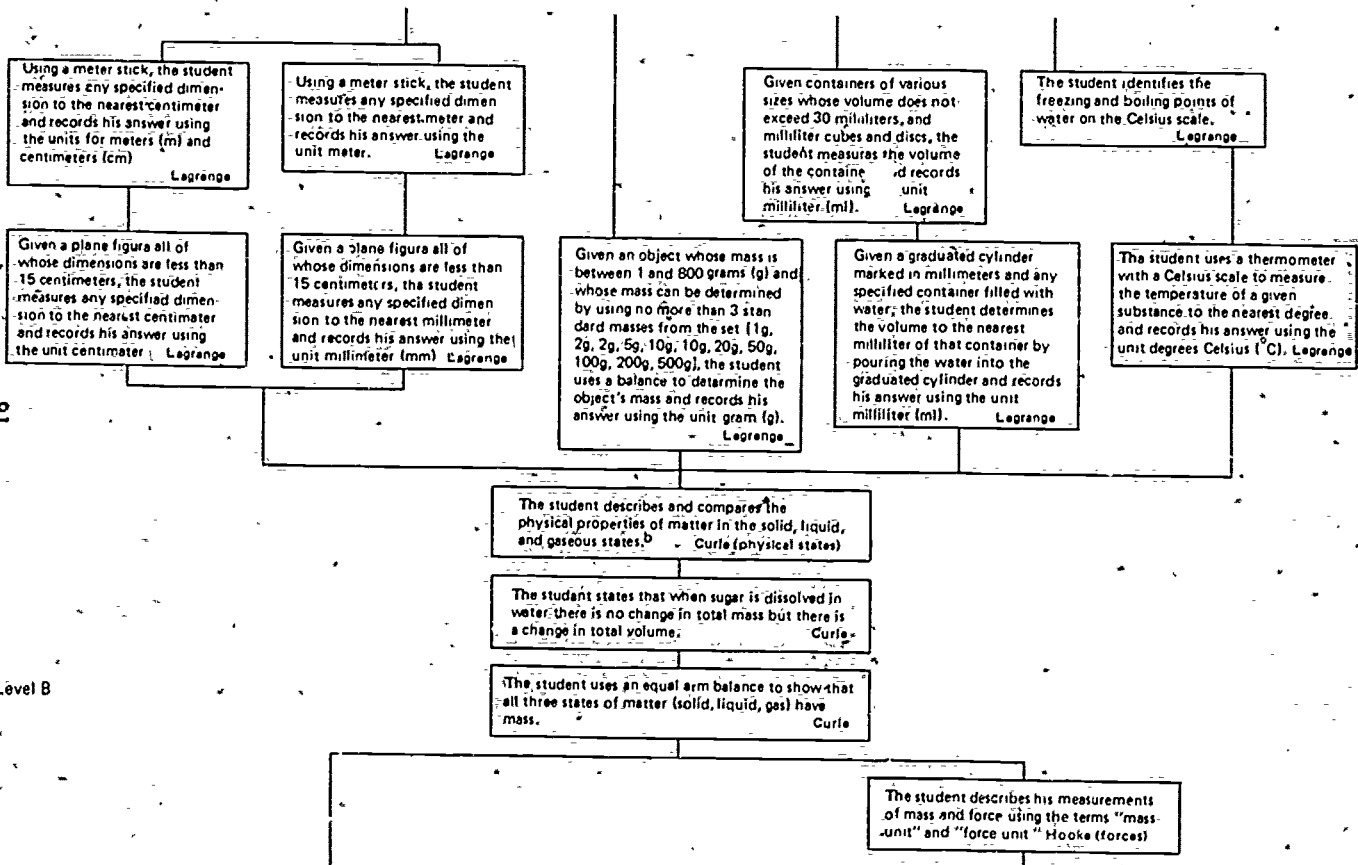 Using a meter stick, the student
measures eny specified dimen-
sion to the nearest centimeter
and records his answer using
the units for meters (m) and
centimeters (cm)
Lagrange
Using a meter stick, the student
measures any specified dimen
sion to the nearest meter and
records his answer using the
unit meter. Lagrange
Given containers of various
sizes whose volume does not
exceed 30 milliliters, and
milliliter cubes and discs, the
student measures the volume
of the containe d records
his answer using unit
milliliter (ml). Lagrange
The student identifies the
freezing and boiling points of
water on the Celsius scale.
Lagrange
Given a plane figura all of
whose dimensions are less than
15 centimeters, the student
measures any specified dimen-
sion to the nearest centimater
and records his answer using
the unit centimater Lagrange
Given a plane figura all of
whose dimensions are less than
15 centimeters, tha student
measures any specified dimen
sion to the nearest millimeter
and records his answer using the
unit millimeter (mm) Lagrange
Given an object whose mass is
between 1 and 800 grams (g) and
whose mass can be determined
by using no more than 3 stan
dard masses from the set [1g,
2g, 2g, 5g, 10g, 10g, 20g, 50g,
100g, 200g, 500g], the student
uses a balance to determine the
object's mass and records his
answer using the unit gram (g).
Lagrange
Given a graduated cylinder
marked in millimeters and any
specified container filled with
water, the student determines
the volume to the nearest
milliliter of that container by
pouring the water into the
graduated cylinder and records
his answer using the unit
milliliter (ml). Lagrange
Tha student uses a thermometer
with a Celsius scale to measure
the temperature of a given
substance to the nearest degree
and records his answer using the
unit degrees Celsius (°C). Lagrange
The student describes and compares the
physical properties of matter in the solid, liquid,
and gaseous states.b Curie (physical states)
The studant states that when sugar is dissolved in
water there is no change in total mass but there is
a change in total volume. Curie
Level B
The student uses an equal arm balance to show that
all three states of matter (solid, liquid, gas) have
mass. Curie
The student describes his measurements
of mass and force using the terms "mass
unit" and "force unit" Hooke (forces)